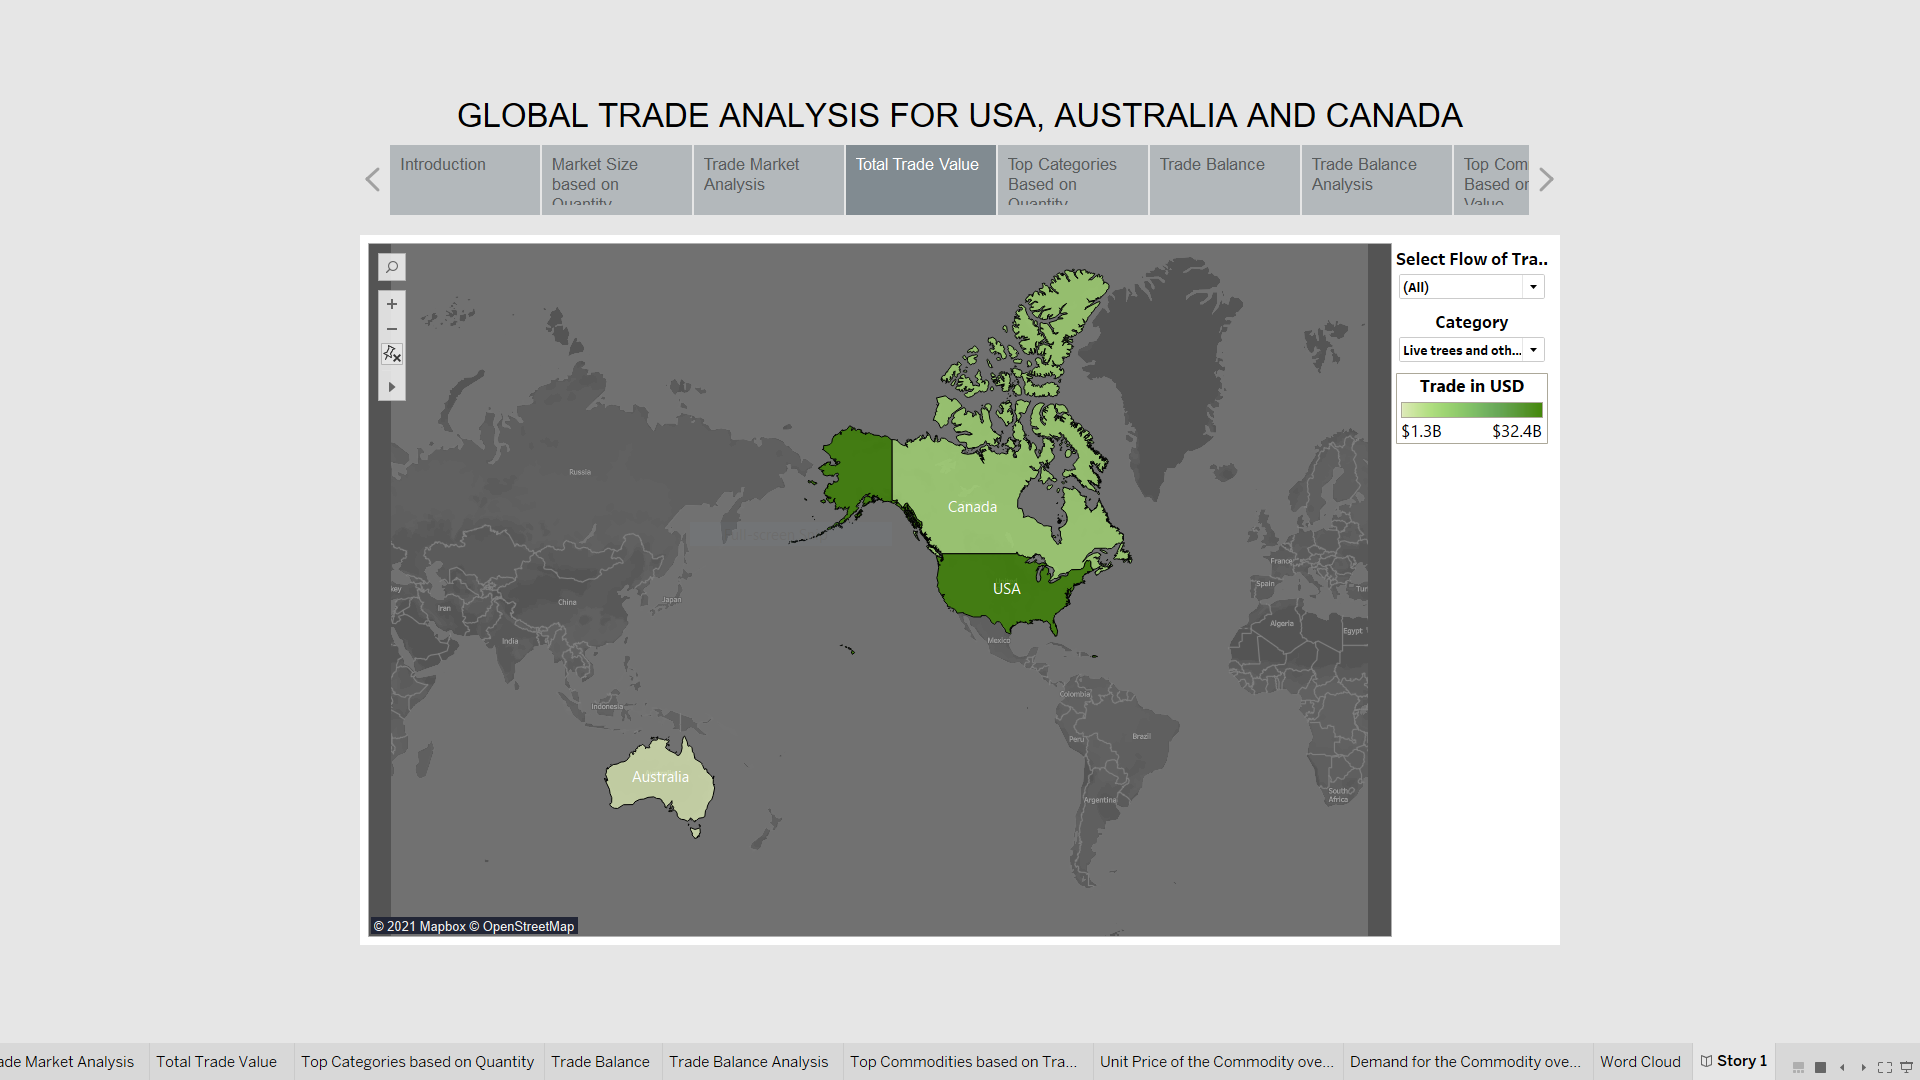 GLOBAL TRADE ANALYSIS FOR USA, AUSTRALIA AND CANADA
Introduction
Market Size
based on
Quantity
Trade Market
Analysis
Total Trade Value
Top Categories
Based on
Quantity
Trade Balance
Trade Balance
Analysis
Top Com
Based or
Value
Select Flow of Tra..
(All)
Category
Live trees and oth...
Trade in USD
$1.3B $32.4B
Russia
Canada
USA
key
Iran
China
Japan
India
Indonesia
Australia
Mexico
Colombia
Peru
Brazil
Argentina
France
Spain
Tur
Algeria
Egypt
South
Africa
© 2021 Mapbox © OpenStreetMap
ade Market Analysis
Total Trade Value
Top Categories based on Quantity
Trade Balance
Trade Balance Analysis
Top Commodities based on Tra...
Unit Price of the Commodity ove...
Demand for the Commodity ove...
Word Cloud
Story 1